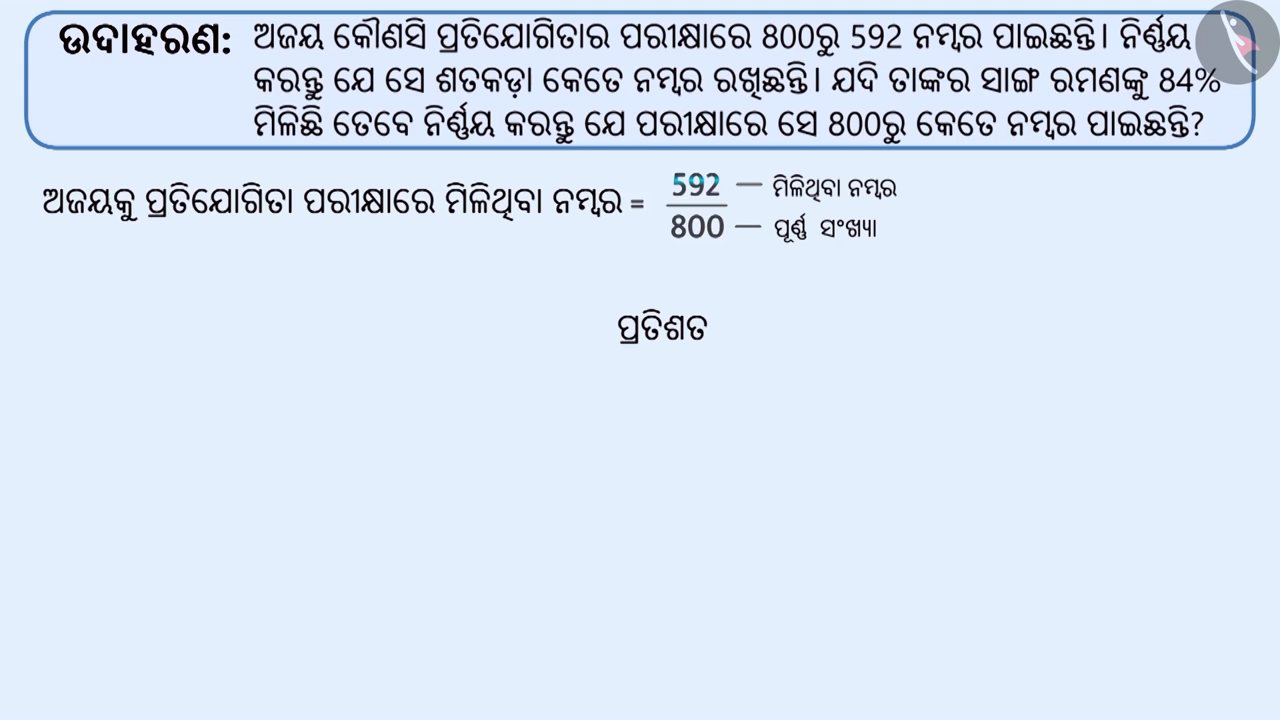 ଉଦାହରଣ: ଅଜୟ କୌଣସି ପ୍ରତିଯୋଗିତାର ପରୀକ୍ଷାରେ 800ରୁ 592 ନମ୍ବର ପାଇଛନ୍ତି। ନିର୍ଣ୍ଣୟ
କରନ୍ତୁ ଯେ ସେ ଶତକଡ଼ା କେତେ ନମ୍ବର ରଖିଛନ୍ତି। ଯଦି ତାଙ୍କର ସାଙ୍ଗ ରମଣଙ୍କୁ 84%
ମିଳିଛି ତେବେ ନିର୍ଣ୍ଣୟ କରନ୍ତୁ ଯେ ପରୀକ୍ଷାରେ ସେ 800ରୁ କେତେ ନମ୍ବର ପାଇଛନ୍ତି?
592 — ମିଳିଥିବା ନମ୍ବର
ଅଜୟକୁ ପ୍ରତିଯୋଗିତା ପରୀକ୍ଷାରେ ମିଳିଥିବା ନମ୍ବର =
800 — ପୂର୍ଣ୍ଣ ସଂଖ୍ୟା
ପ୍ରତିଶତ